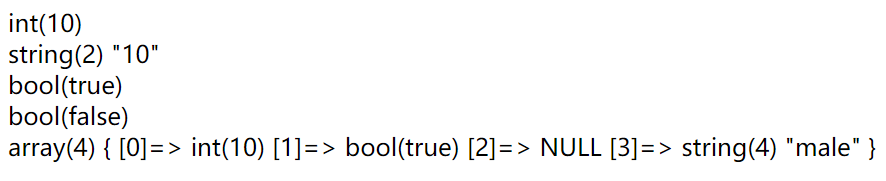 int(10)
string(2) "10"
bool(true)
bool(false)
array(4) { [0]=> int(10) [1]=> bool(true) [2]=> NULL [3]=> string(4) "male" }